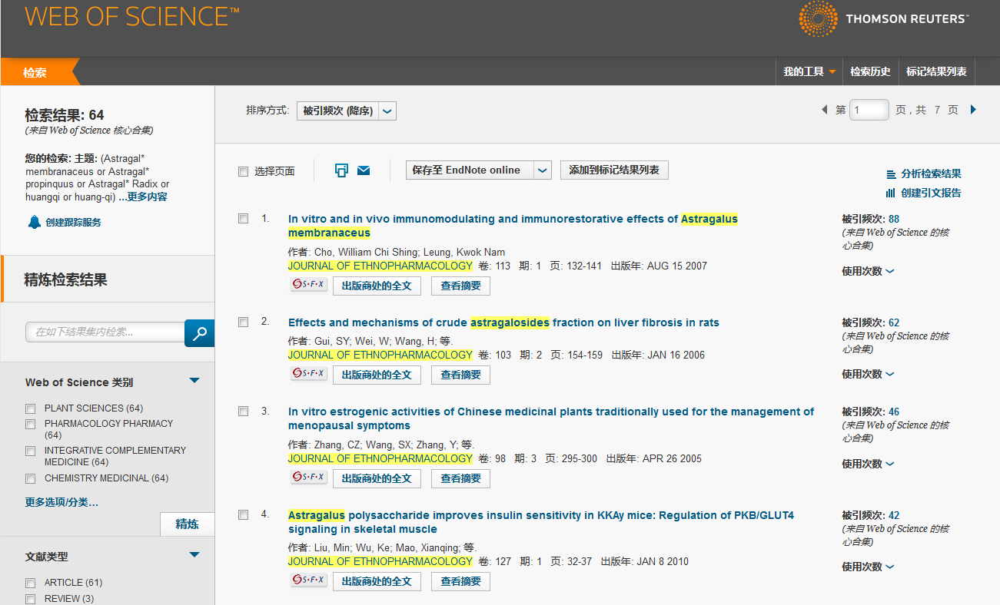 WEB OF SCIENCE™
THOMSON REUTERS™
检索
我的工具
检索历史
标记结果列表
检索结果: 64
(来自 Web of Science 核心合集)
您的检索: 主题: (Astragal*
membranaceus or Astragal*
propinquus or Astragal* Radix or
huangqi or huang-qi) ...更多内容
创建跟踪服务
精炼检索结果
在如下结果集内检索...
Web of Science 类别
PLANT SCIENCES (64)
PHARMACOLOGY PHARMACY
(64)
INTEGRATIVE COMPLEMENTARY
MEDICINE (64)
CHEMISTRY MEDICINAL (64)
更多选项/分类...
精炼
文献类型
ARTICLE (61)
REVIEW (3)
排序方式: 被引频次 (降序)
第 1 页 , 共 7 页
选择页面
保存至 EndNote online
添加到标记结果列表
分析检索结果
创建引文报告
1. In vitro and in vivo immunomodulating and immunorestorative effects of Astragalus
membranaceus
作者: Cho, William Chi Shing; Leung, Kwok Nam
JOURNAL OF ETHNOPHARMACOLOGY 卷: 113 期: 1 页: 132-141 出版年: AUG 15 2007
S·F·X 出版商处的全文 查看摘要
被引频次: 88
(来自 Web of Science 的核
心合集)
使用次数
2. Effects and mechanisms of crude astragalosides fraction on liver fibrosis in rats
作者: Gui, SY; Wei, W; Wang, H; 等.
JOURNAL OF ETHNOPHARMACOLOGY 卷: 103 期: 2 页: 154-159 出版年: JAN 16 2006
S·F·X 出版商处的全文 查看摘要
被引频次: 62
(来自 Web of Science 的核
心合集)
使用次数
3. In vitro estrogenic activities of Chinese medicinal plants traditionally used for the management of
menopausal symptoms
作者: Zhang, CZ; Wang, SX; Zhang, Y; 等.
JOURNAL OF ETHNOPHARMACOLOGY 卷: 98 期: 3 页: 295-300 出版年: APR 26 2005
S·F·X 出版商处的全文 查看摘要
被引频次: 46
(来自 Web of Science 的核
心合集)
使用次数
4. Astragalus polysaccharide improves insulin sensitivity in KKAy mice: Regulation of PKB/GLUT4
signaling in skeletal muscle
作者: Liu, Min; Wu, Ke; Mao, Xianqing; 等.
JOURNAL OF ETHNOPHARMACOLOGY 卷: 127 期: 1 页: 32-37 出版年: JAN 8 2010
S·F·X 出版商处的全文 查看摘要
被引频次: 42
(来自 Web of Science 的核
心合集)
使用次数